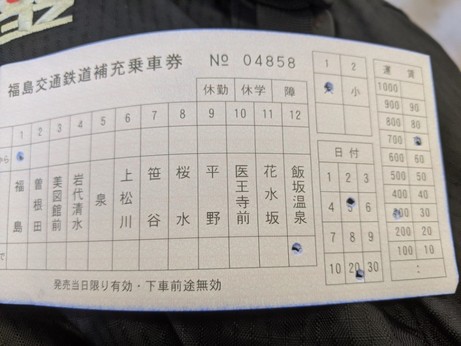 福島交通鉄道補充乗車券 № 04858
休勤 休学 障
から 1 2 3 4 5 6 7 8 9 10 11 12
福島 曽根田 美図館前 岩代清水 泉 上松川 笹谷 桜水 平野 医王寺前 花水坂 飯坂温泉
で
発売当日限り有効・下車前途無効
1 2
小
日付
1 2 3
4 5 6
7 8 9
10 20 30
運賃
1000
900 90
800 80
700
600 60
500 50
400 40
30
200 20
100 10
: